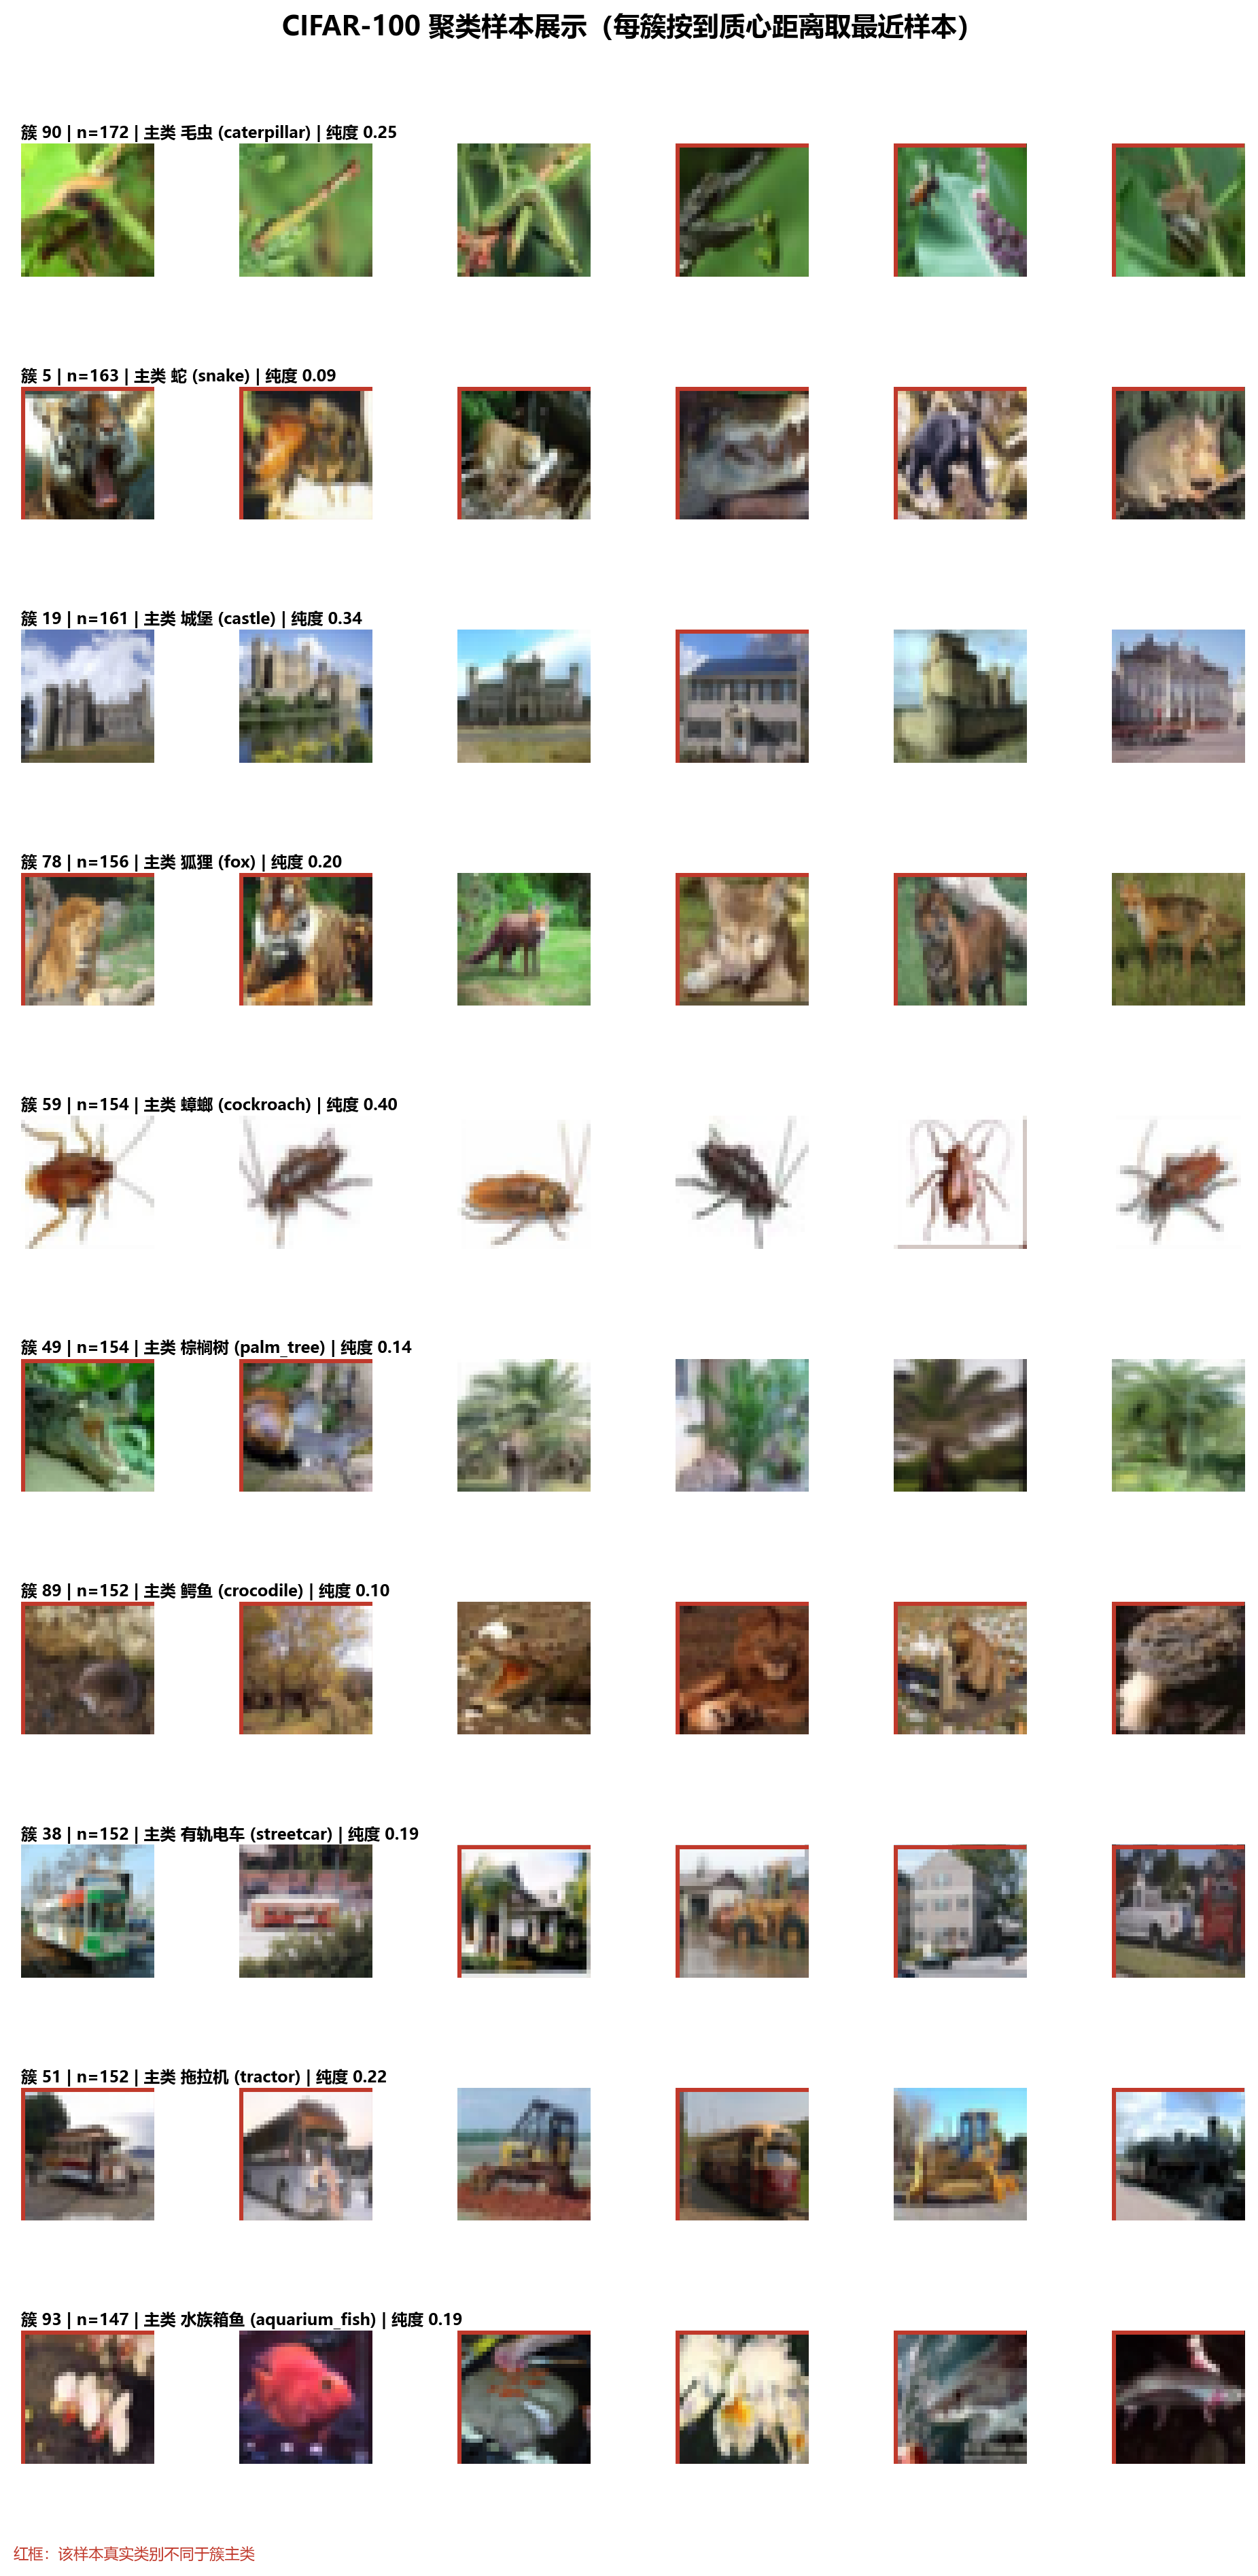 CIFAR-100 聚类样本展示（每簇按到质心距离取最近样本）
簇 90 | n=172 | 主类 毛虫 (caterpillar) | 纯度 0.25
簇 5 | n=163 | 主类 蛇 (snake) | 纯度 0.09
簇 19 | n=161 | 主类 城堡 (castle) | 纯度 0.34
簇 78 | n=156 | 主类 狐狸 (fox) | 纯度 0.20
簇 59 | n=154 | 主类 蟑螂 (cockroach) | 纯度 0.40
簇 49 | n=154 | 主类 棕榈树 (palm_tree) | 纯度 0.14
簇 89 | n=152 | 主类 鳄鱼 (crocodile) | 纯度 0.10
簇 38 | n=152 | 主类 有轨电车 (streetcar) | 纯度 0.19
簇 51 | n=152 | 主类 拖拉机 (tractor) | 纯度 0.22
簇 93 | n=147 | 主类 水族箱鱼 (aquarium_fish) | 纯度 0.19
红框：该样本真实类别不同于簇主类